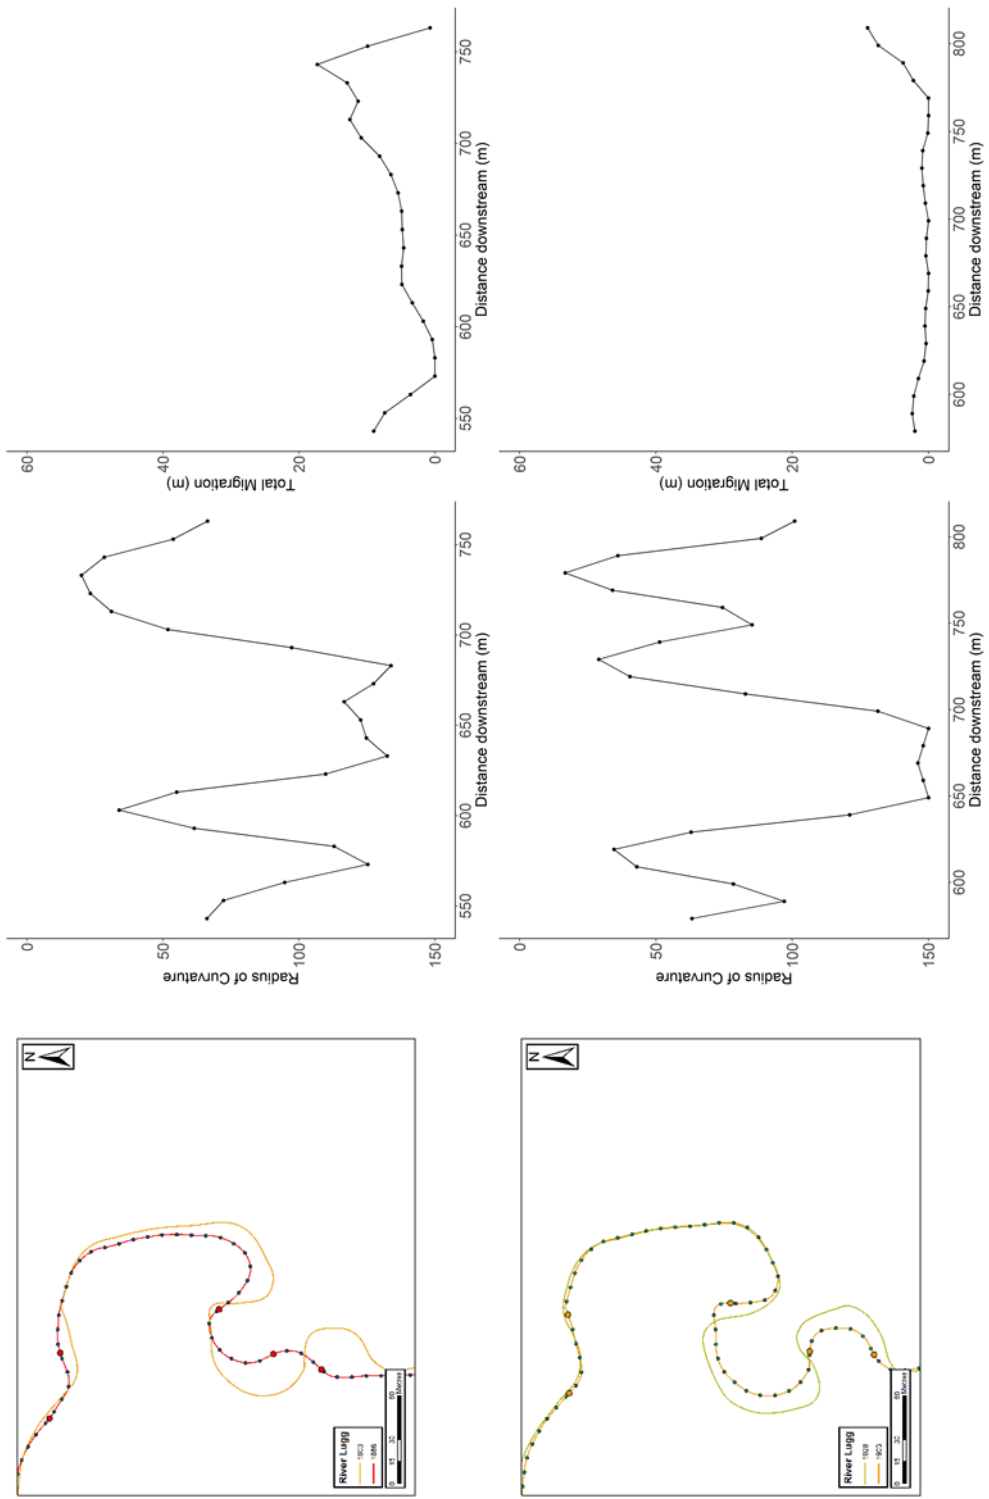 N
River Lugg
1903
1886
0 15 30 60
Metres
Radius of Curvature
0
50
100
150
550 600 650 700 750
Distance downstream (m)
Total Migration (m)
60
40
20
0
550 600 650 700 750
Distance downstream (m)
N
River Lugg
1928
1903
0 15 30 60
Metres
Radius of Curvature
0
50
100
150
600 650 700 750 800
Distance downstream (m)
Total Migration (m)
60
40
20
0
600 650 700 750 800
Distance downstream (m)